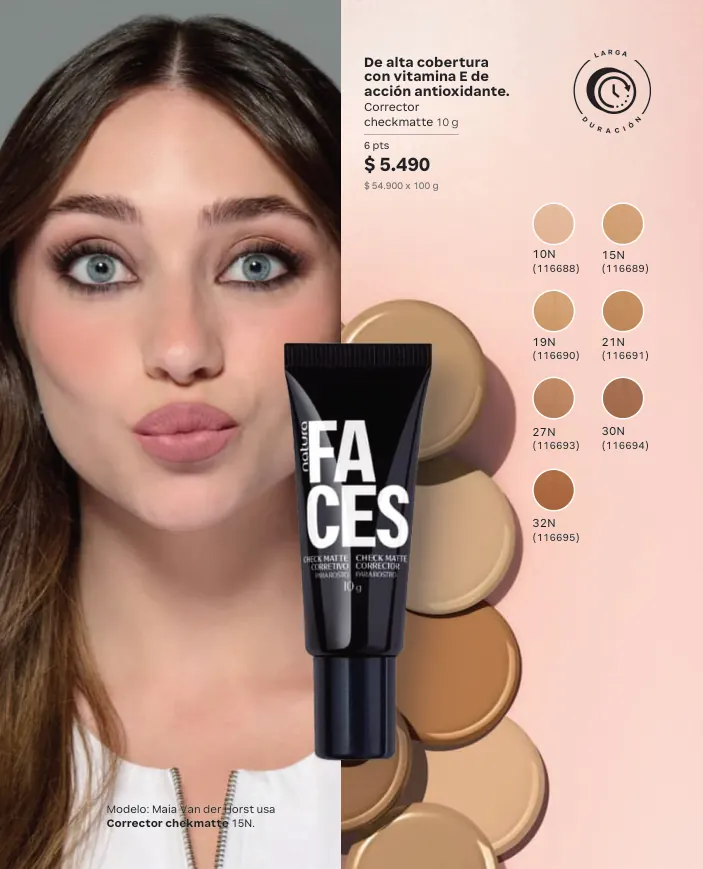 De alta cobertura
con vitamina E de
acción antioxidante.
Corrector
checkmatte 10 g
6 pts
$ 5.490
$ 54.900 x 100 g
LARGA
DURACIÓN
10N
(116688)
15N
(116689)
19N
(116690)
21N
(116691)
27N
(116693)
30N
(116694)
32N
(116695)
natura
FA
CES
CHECK MATTE
CORRETIVO
PARA ROSTO
CHECK MATTE
CORRECTOR
PARA ROSTRO
10 g
Modelo: Maia Van der Horst usa
Corrector chekmatte 15N.